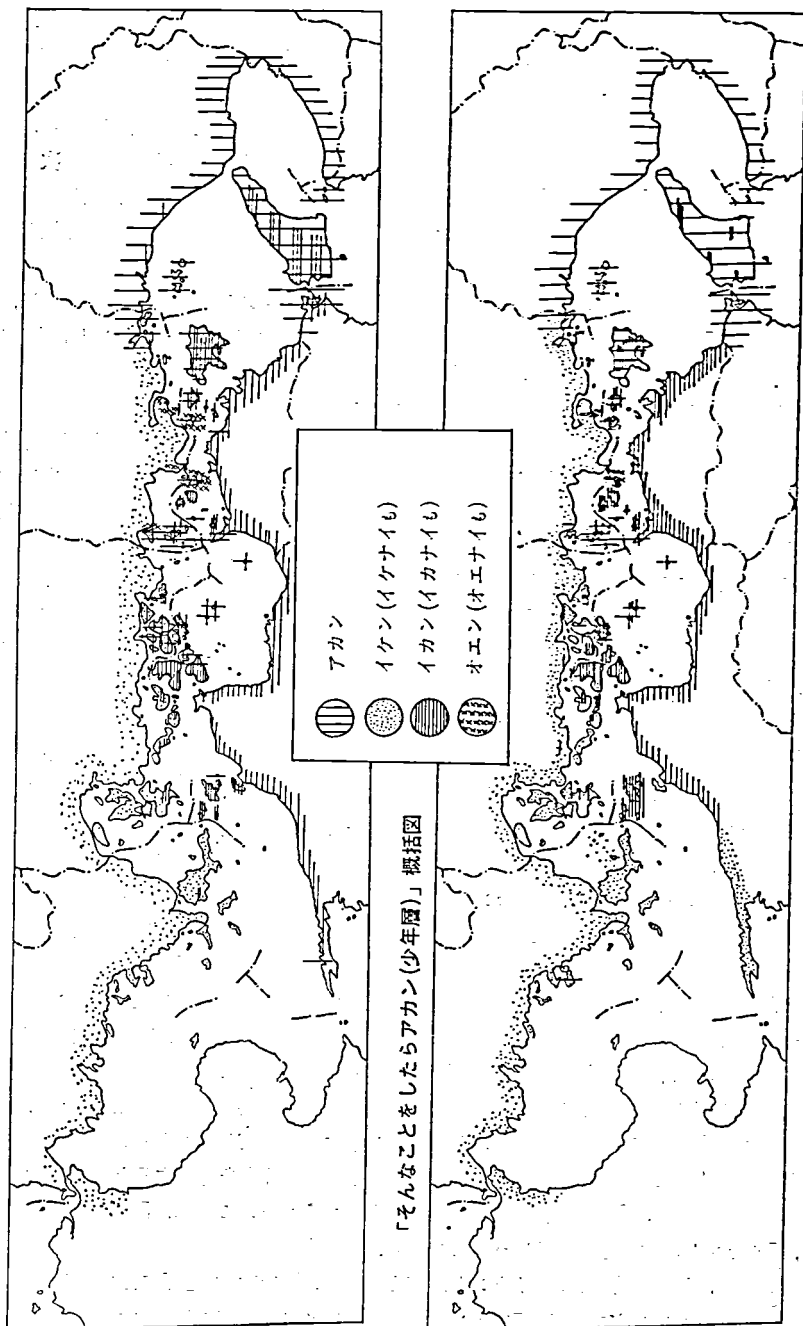 アカン
イケン(イケナイも)
イカン(イカナイも)
オエン(オエナイも)
「そんなことをしたらアカン(少年層)」概括図